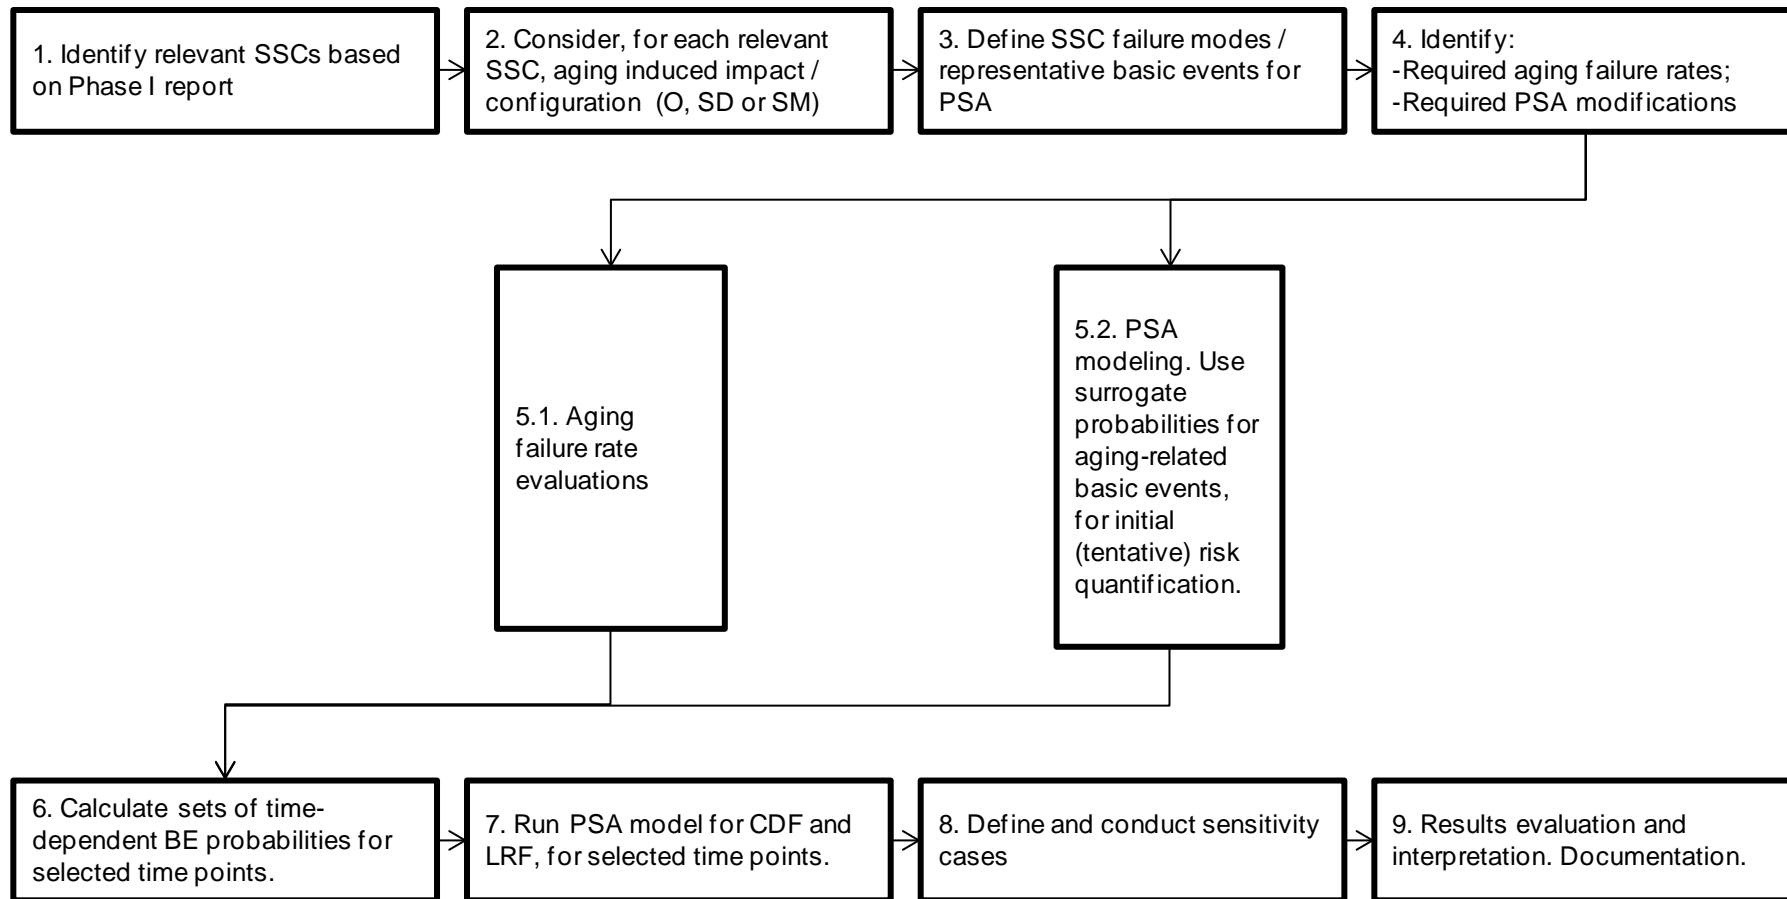 1. Identify relevant SSCs based
on Phase I report
2. Consider, for each relevant
SSC, aging induced impact /
configuration (O, SD or SM)
3. Define SSC failure modes /
representative basic events for
PSA
4. Identify:
-Required aging failure rates;
-Required PSA modifications
5.1. Aging
failure rate
evaluations
5.2. PSA
modeling. Use
surrogate
probabilities for
aging-related
basic events,
for initial
(tentative) risk
quantification.
6. Calculate sets of time-
dependent BE probabilities for
selected time points.
7. Run PSA model for CDF and
LRF, for selected time points.
8. Define and conduct sensitivity
cases
9. Results evaluation and
interpretation. Documentation.